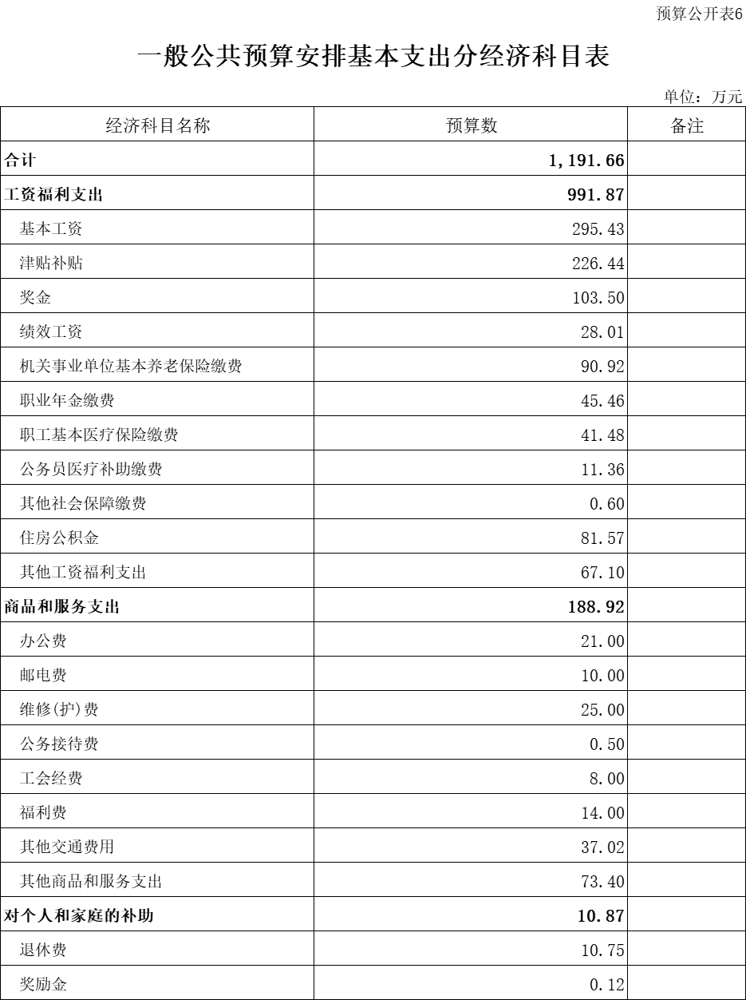 预算公开表6
一般公共预算安排基本支出分经济科目表
单位：万元
经济科目名称 预算数 备注
合计 1,191.66
工资福利支出 991.87
基本工资 295.43
津贴补贴 226.44
奖金 103.50
绩效工资 28.01
机关事业单位基本养老保险缴费 90.92
职业年金缴费 45.46
职工基本医疗保险缴费 41.48
公务员医疗补助缴费 11.36
其他社会保障缴费 0.60
住房公积金 81.57
其他工资福利支出 67.10
商品和服务支出 188.92
办公费 21.00
邮电费 10.00
维修(护)费 25.00
公务接待费 0.50
工会经费 8.00
福利费 14.00
其他交通费用 37.02
其他商品和服务支出 73.40
对个人和家庭的补助 10.87
退休费 10.75
奖励金 0.12